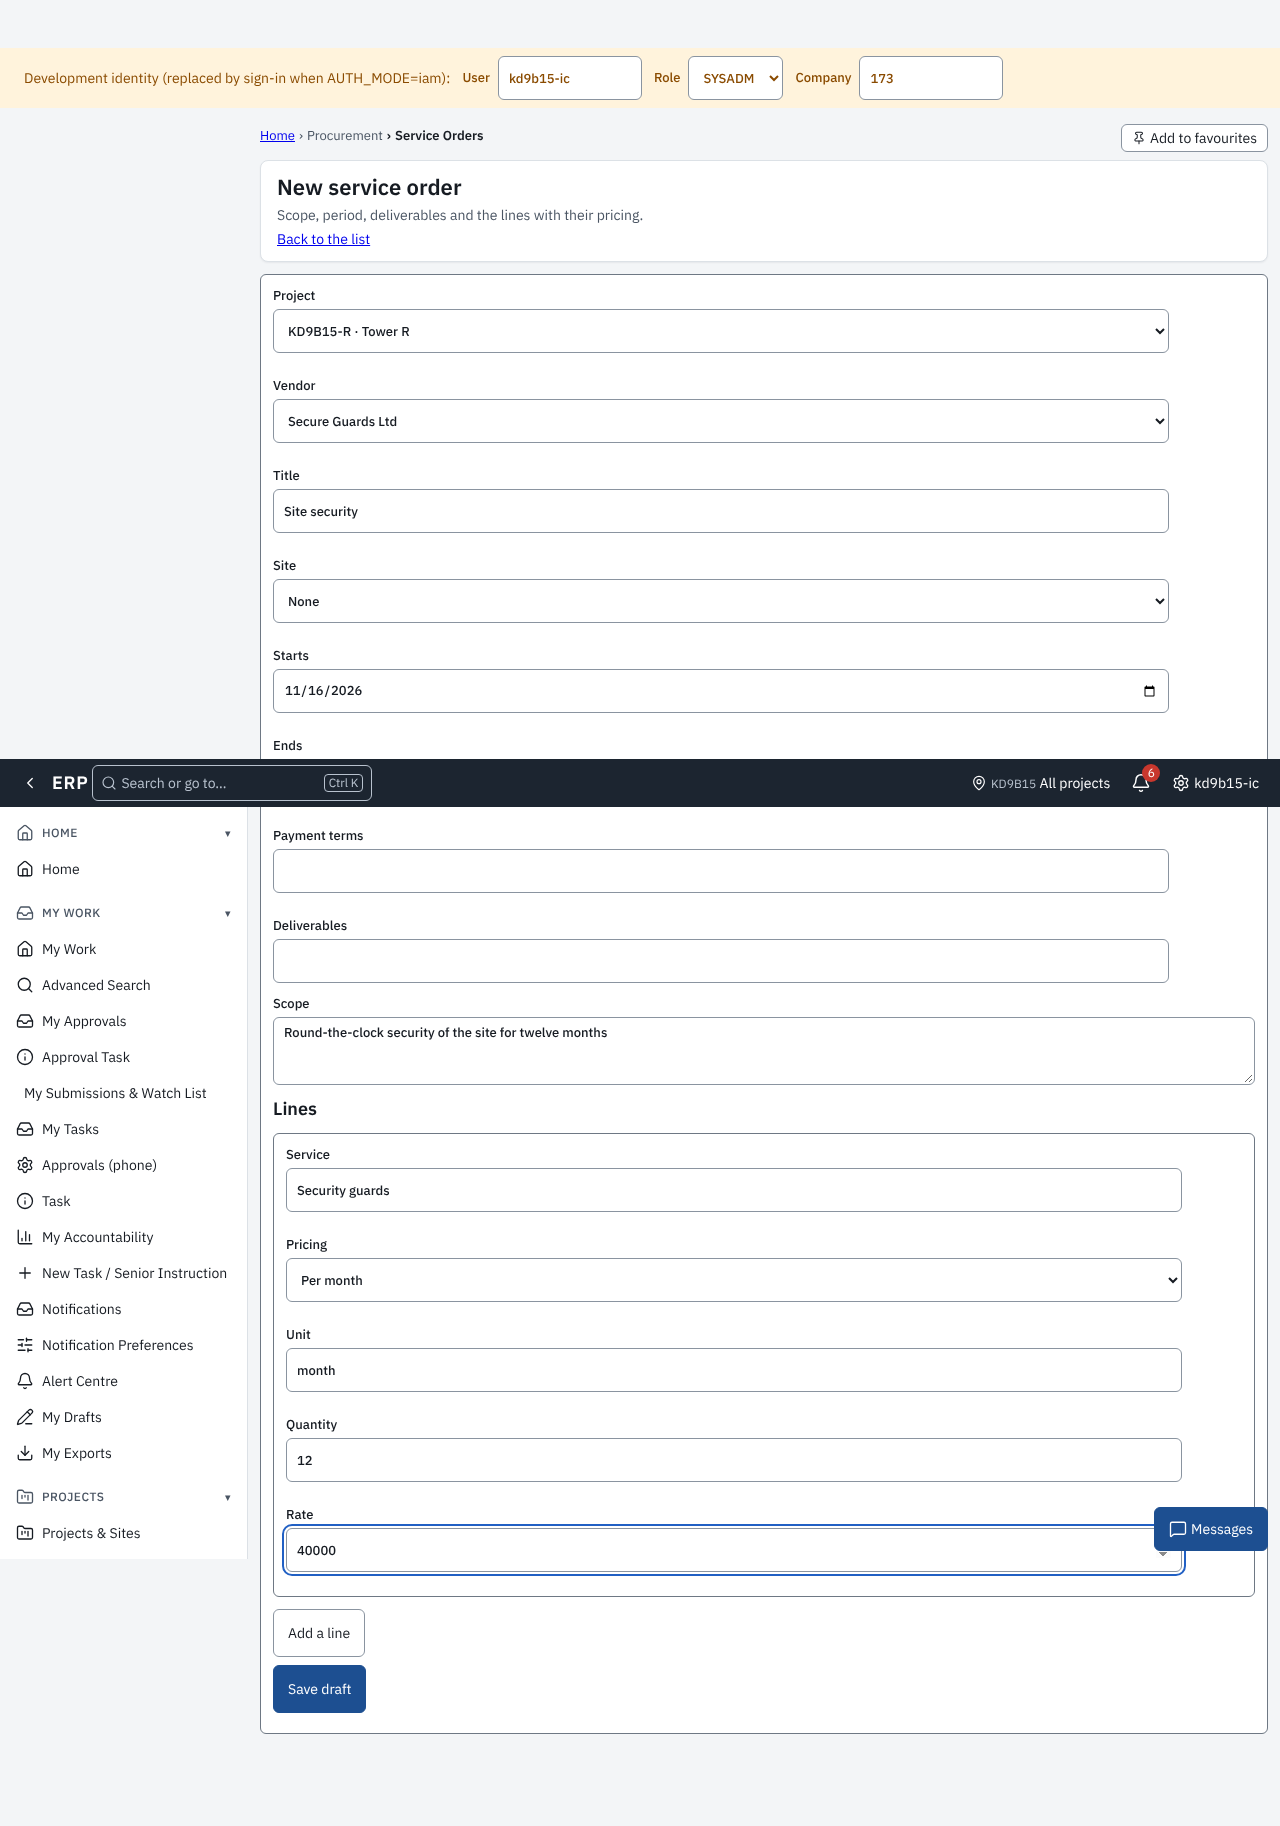 Development identity (replaced by sign-in when AUTH_MODE=iam): User kd9b15-ic Role SYSADM Company 173
Home › Procurement › Service Orders
Add to favourites
New service order
Scope, period, deliverables and the lines with their pricing.
Back to the list
Project
KD9B15-R · Tower R
Vendor
Secure Guards Ltd
Title
Site security
Site
None
Starts
11/16/2026
Ends
ERP Search or go to... Ctrl K KD9B15 All projects 6 kd9b15-ic
HOME
Home
MY WORK
My Work
Advanced Search
My Approvals
Approval Task
My Submissions & Watch List
My Tasks
Approvals (phone)
Task
My Accountability
New Task / Senior Instruction
Notifications
Notification Preferences
Alert Centre
My Drafts
My Exports
PROJECTS
Projects & Sites
Payment terms
Deliverables
Scope
Round-the-clock security of the site for twelve months
Lines
Service
Security guards
Pricing
Per month
Unit
month
Quantity
12
Rate
40000
Messages
Add a line
Save draft